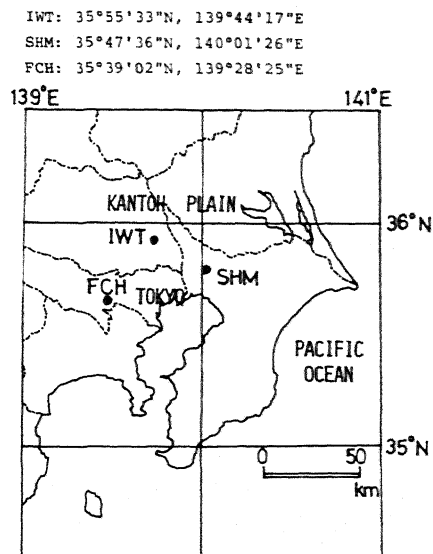 IWT: 35°55'33"N, 139°44'17"E
SHM: 35°47'36"N, 140°01'26"E
FCH: 35°39'02"N, 139°28'25"E
139°E 141°E
KANTOH PLAIN
36°N
IWT
SHM
FCH
TOKYO
PACIFIC
OCEAN
35°N
0 50
km